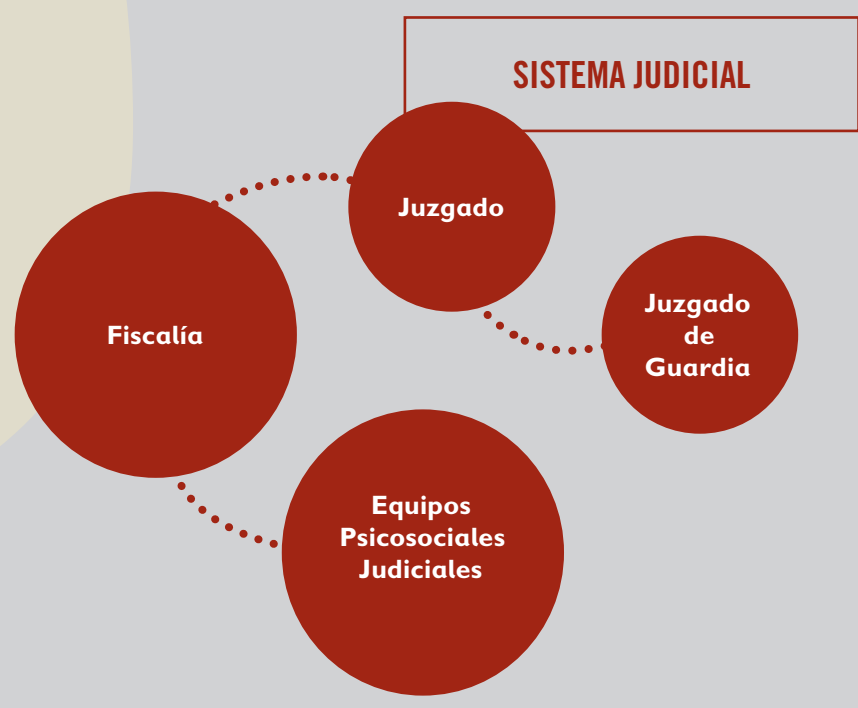 SISTEMA JUDICIAL
Juzgado
Juzgado
de
Guardia
Fiscalía
Equipos
Psicosociales
Judiciales